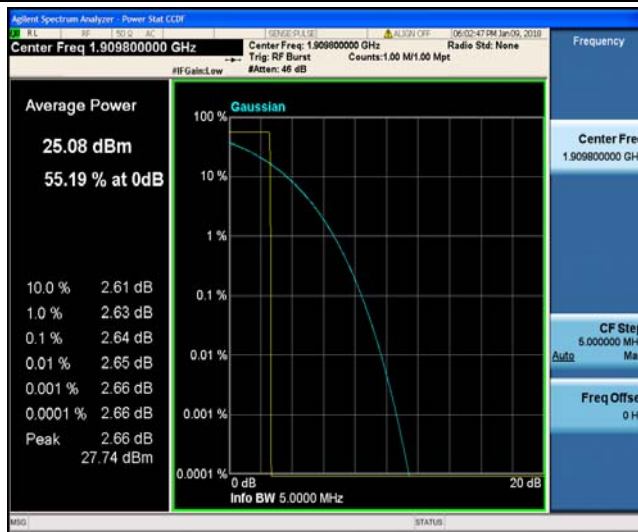 Agilent Spectrum Analyzer - Power Stat CCDF
RL RF 50 Ω AC SENSE:PULSE ALIGN OFF 06:02:47 PM Jan 09, 2018
Center Freq 1.909800000 GHz
Center Freq: 1.909800000 GHz Radio Std: None
Trig: RF Burst Counts:1.00 M/1.00 Mpt
#IFGain:Low #Atten: 46 dB
Frequency
Average Power
25.08 dBm
55.19 % at 0dB
10.0 % 2.61 dB
1.0 % 2.63 dB
0.1 % 2.64 dB
0.01 % 2.65 dB
0.001 % 2.66 dB
0.0001 % 2.66 dB
Peak 2.66 dB
27.74 dBm
Gaussian
100 %
10 %
1 %
0.1 %
0.01 %
0.001 %
0.0001 %
0 dB 20 dB
Info BW 5.0000 MHz
Center Fre
1.909800000 GH
CF Ste
5.000000 MH
Auto Ma
Freq Offse
0 H
MSG STATUS